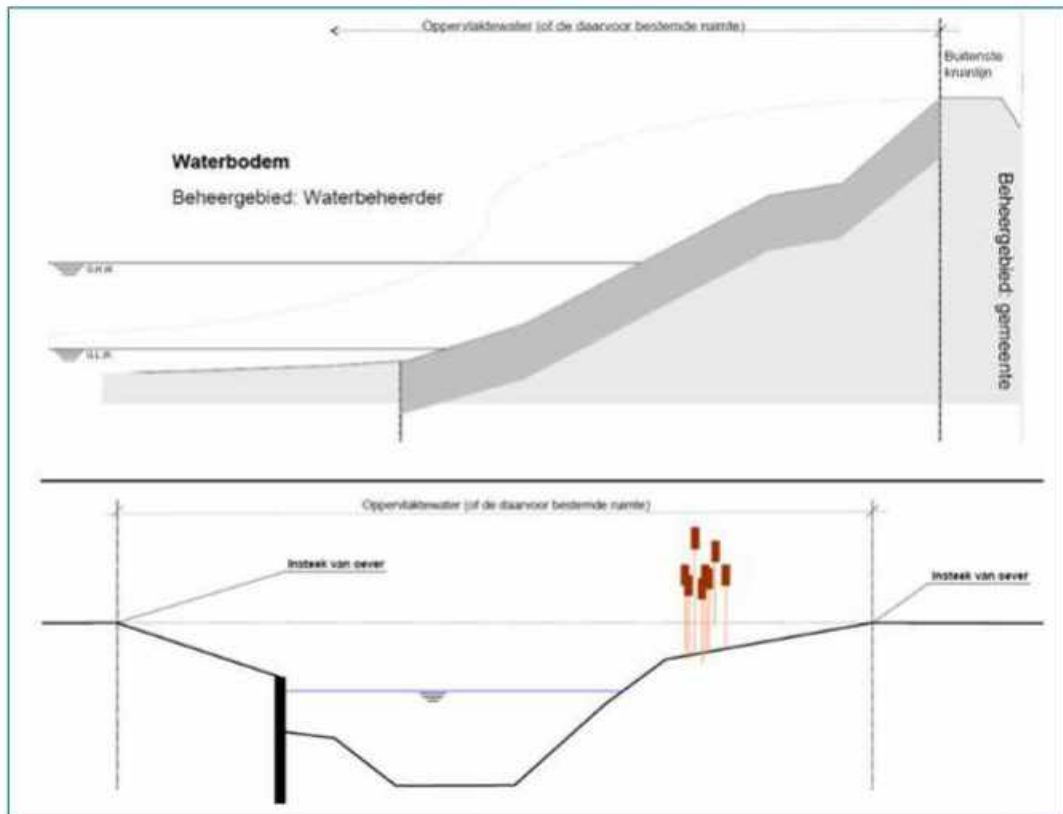 Oppervlaktewater (of de daarvoor bestemde ruimte)
Buitenste
kruinlijn
Waterbodem
Beheergebied: Waterbeheerder
Beheergebied: gemeente
G.H.W.
G.L.W.
Oppervlaktewater (of de daarvoor bestemde ruimte)
Insteek van oever
Insteek van oever